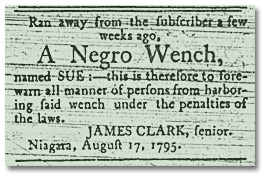 Ran away from the ſubſcriber a few
weeks ago,
A Negro Wench,
named SUE: — this is therefore to fore-
warn all manner of perſons from harbor-
ing ſaid wench under the penalties of
the laws.
JAMES CLARK, ſenior.
Niagara, Auguſt 17, 1795.